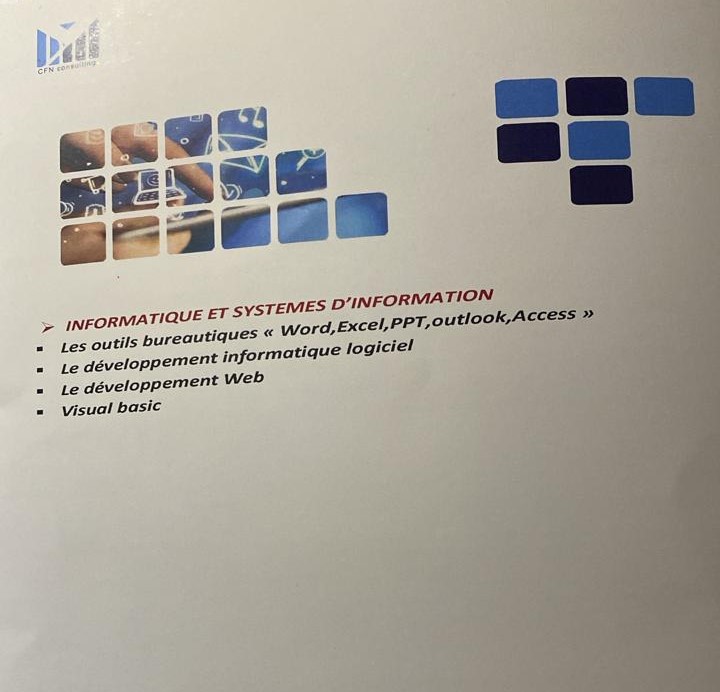 CFN consulting
➢ INFORMATIQUE ET SYSTEMES D'INFORMATION
▪ Les outils bureautiques « Word,Excel,PPT,outlook,Access »
▪ Le développement informatique logiciel
▪ Le développement Web
▪ Visual basic